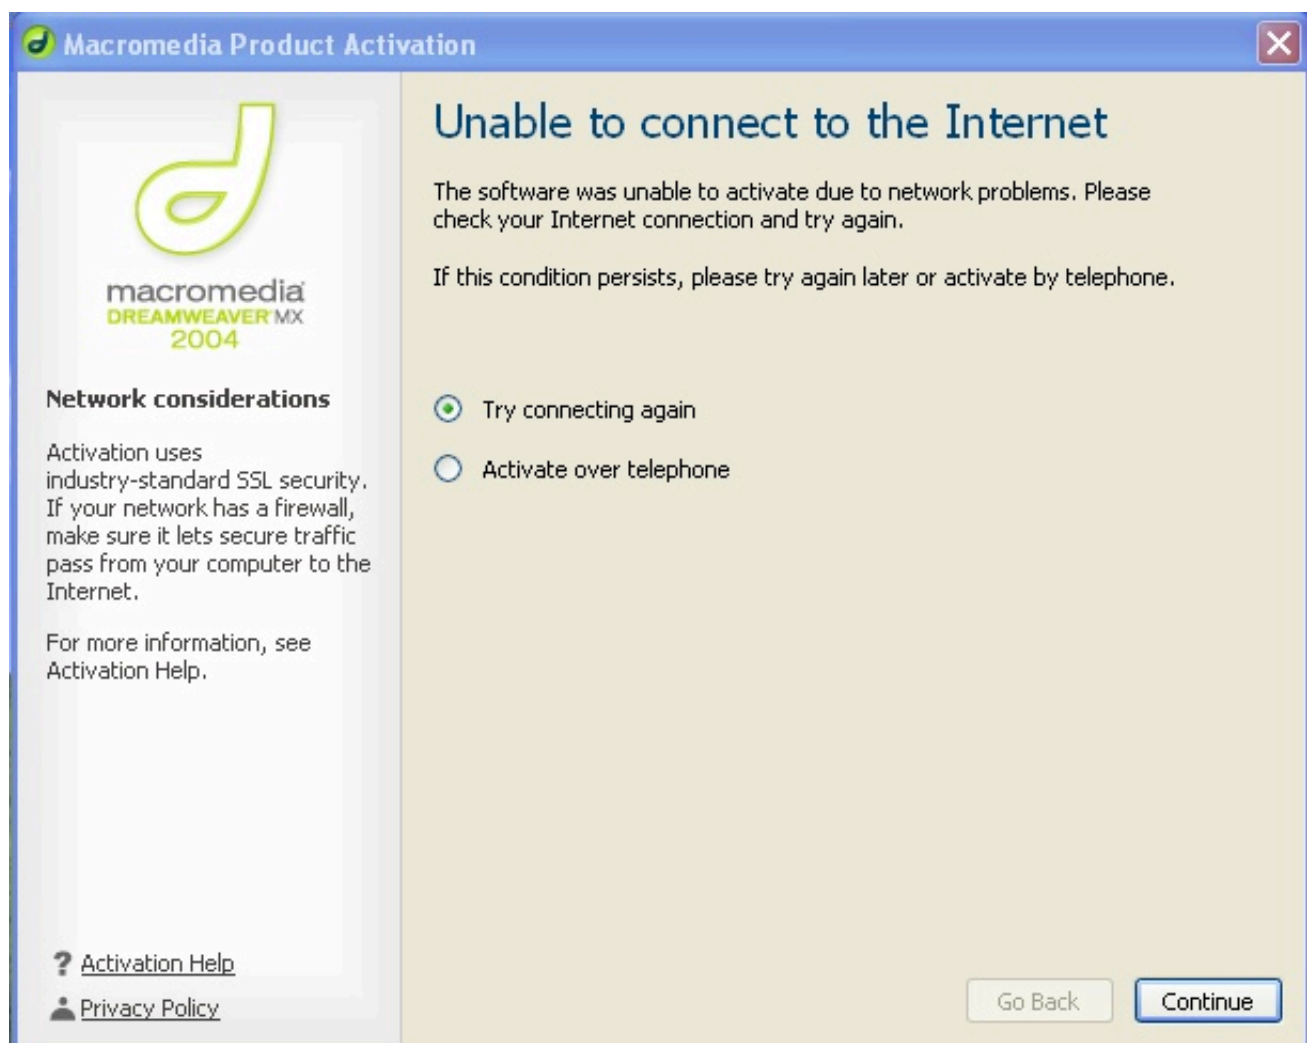 Macromedia Product Activation
macromedia
DREAMWEAVER MX
2004
Network considerations
Activation uses
industry-standard SSL security.
If your network has a firewall,
make sure it lets secure traffic
pass from your computer to the
Internet.
For more information, see
Activation Help.
Activation Help
Privacy Policy
Unable to connect to the Internet
The software was unable to activate due to network problems. Please
check your Internet connection and try again.
If this condition persists, please try again later or activate by telephone.
Try connecting again
Activate over telephone
Go Back
Continue